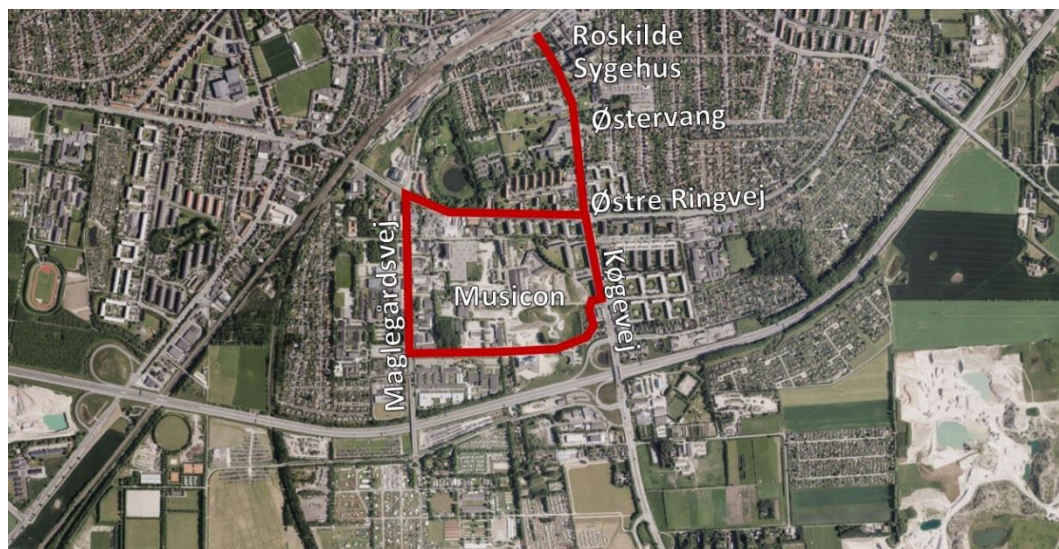 Roskilde
Sygehus
Østervang
Østre Ringvej
Køgevej
Musicon
Maglegårdsvej